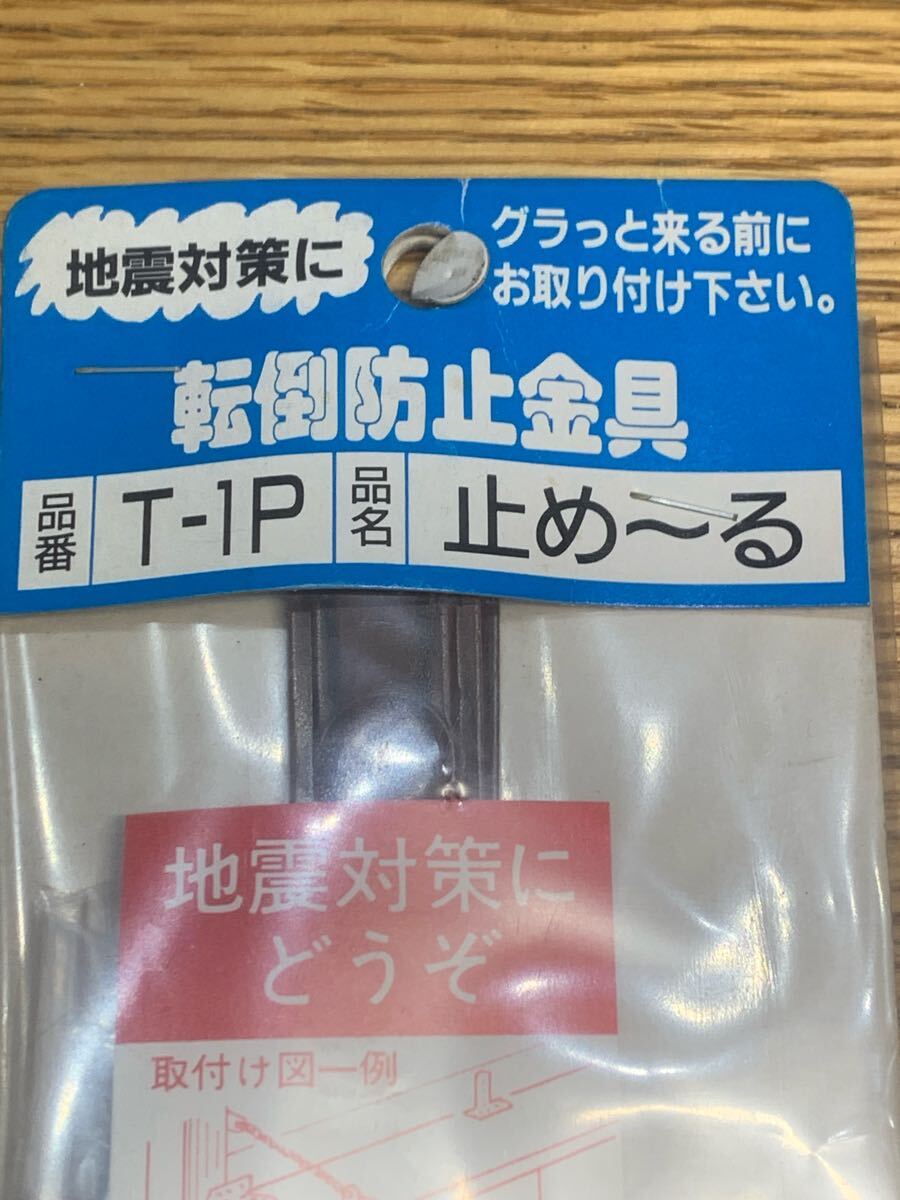 地震対策に
グラっと来る前に
お取り付け下さい。
転倒防止金具
品番
T-1P
品名
止め〜る
地震対策に
どうぞ
取付け図一例